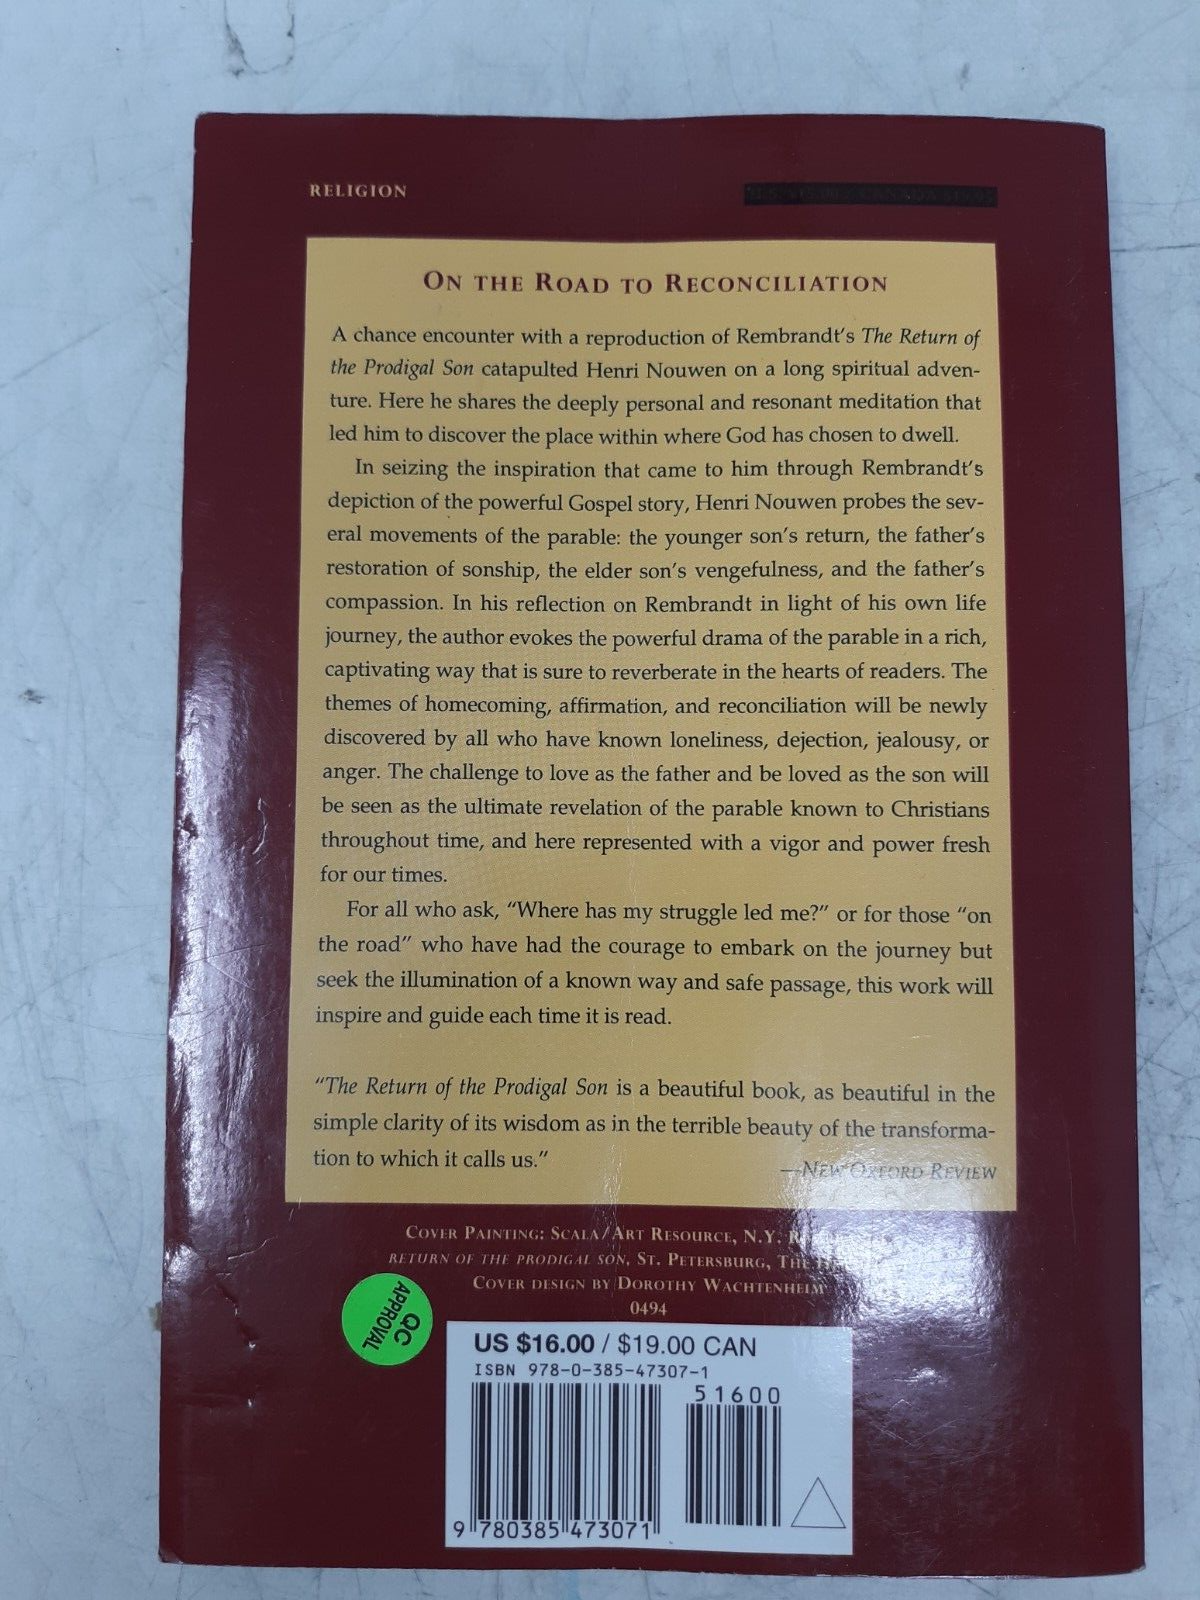 RELIGION
ON THE ROAD TO RECONCILIATION
A chance encounter with a reproduction of Rembrandt's The Return of
the Prodigal Son catapulted Henri Nouwen on a long spiritual adven-
ture. Here he shares the deeply personal and resonant meditation that
led him to discover the place within where God has chosen to dwell.
In seizing the inspiration that came to him through Rembrandt's
depiction of the powerful Gospel story, Henri Nouwen probes the sev-
eral movements of the parable: the younger son's return, the father's
restoration of sonship, the elder son's vengefulness, and the father's
compassion. In his reflection on Rembrandt in light of his own life
journey, the author evokes the powerful drama of the parable in a rich,
captivating way that is sure to reverberate in the hearts of readers. The
themes of homecoming, affirmation, and reconciliation will be newly
discovered by all who have known loneliness, dejection, jealousy, or
anger. The challenge to love as the father and be loved as the son will
be seen as the ultimate revelation of the parable known to Christians
throughout time, and here represented with a vigor and power fresh
for our times.
For all who ask, "Where has my struggle led me?" or for those "on
the road" who have had the courage to embark on the journey but
seek the illumination of a known way and safe passage, this work will
inspire and guide each time it is read.
"The Return of the Prodigal Son is a beautiful book, as beautiful in the
simple clarity of its wisdom as in the terrible beauty of the transforma-
tion to which it calls us."
—NEW OXFORD REVIEW
COVER PAINTING: SCALA/ART RESOURCE, N.Y.
RETURN OF THE PRODIGAL SON, ST. PETERSBURG, THE
COVER DESIGN BY DOROTHY WACHTENHEIM
0494
QC
APPROVAL
US $16.00 / $19.00 CAN
ISBN 978-0-385-47307-1
51600
9 780385 473071